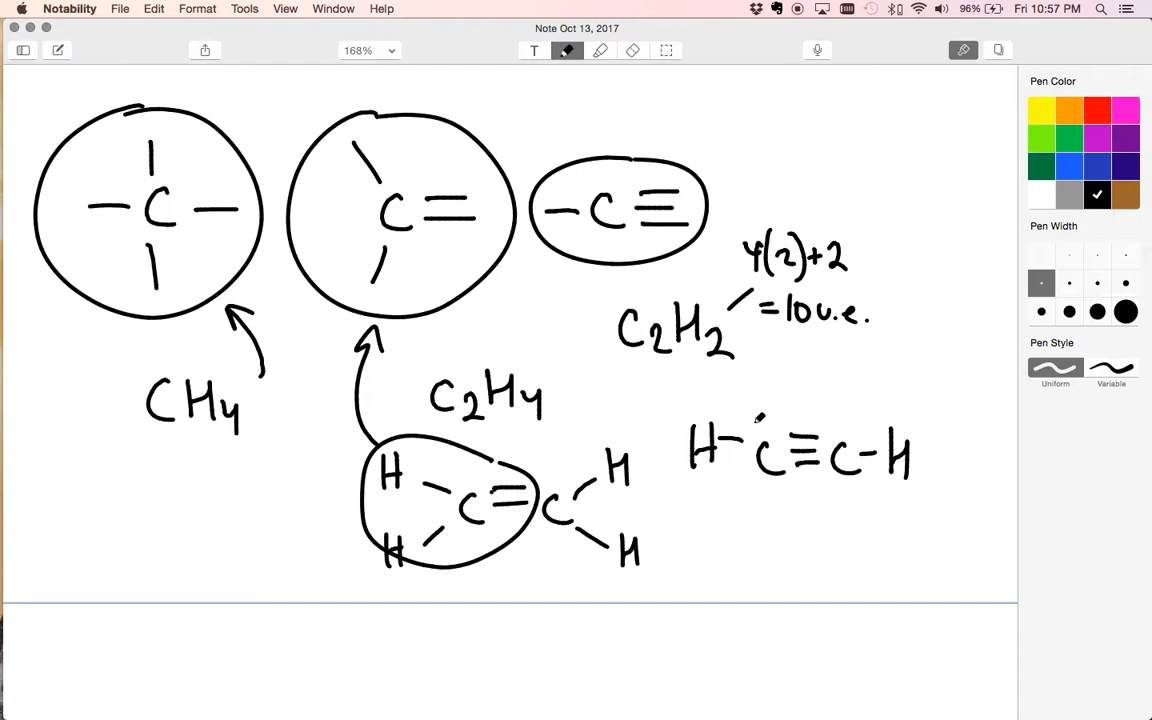 Notability File Edit Format Tools View Window Help 96% Fri 10:57 PM
Note Oct 13, 2017
168% T
Pen Color
Pen Width
Pen Style
Uniform Variable
C
C=
-C≡
4(2)+2
= 10 v.e.
C2H2
CH4
C2H4
H H
C=C
H H
H-C≡C-H